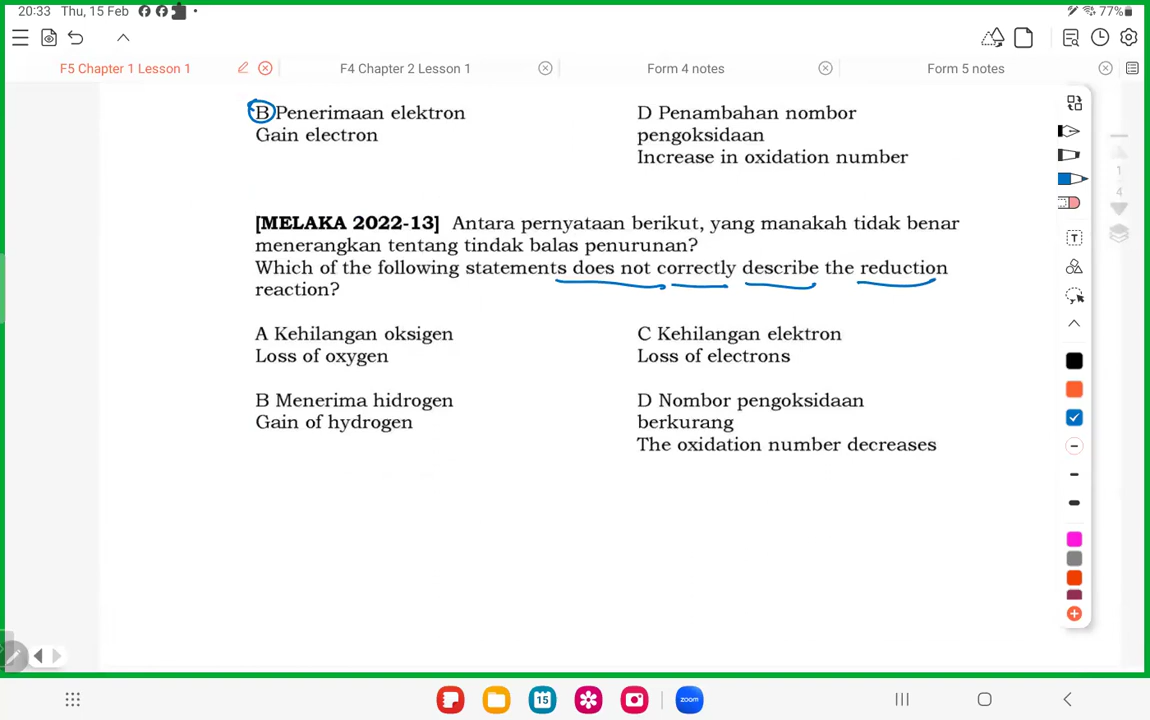 20:33 Thu, 15 Feb
77%
F5 Chapter 1 Lesson 1
F4 Chapter 2 Lesson 1
Form 4 notes
Form 5 notes
B Penerimaan elektron
Gain electron
D Penambahan nombor
pengoksidaan
Increase in oxidation number
[MELAKA 2022-13] Antara pernyataan berikut, yang manakah tidak benar
menerangkan tentang tindak balas penurunan?
Which of the following statements does not correctly describe the reduction
reaction?
A Kehilangan oksigen
Loss of oxygen
B Menerima hidrogen
Gain of hydrogen
C Kehilangan elektron
Loss of electrons
D Nombor pengoksidaan
berkurang
The oxidation number decreases
1
4
T
15
zoom